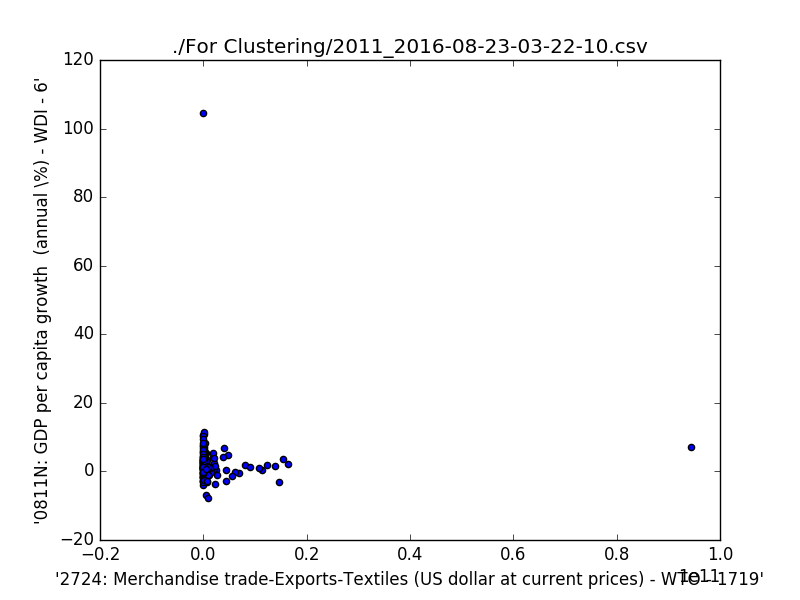 ./For Clustering/2011_2016-08-23-03-22-10.csv
120
100
80
60
40
20
0
−20
'0811N: GDP per capita growth  (annual \%) - WDI - 6'
−0.2 0.0 0.2 0.4 0.6 0.8 1.0
1e11
'2724: Merchandise trade-Exports-Textiles (US dollar at current prices) - WTO - 1719'